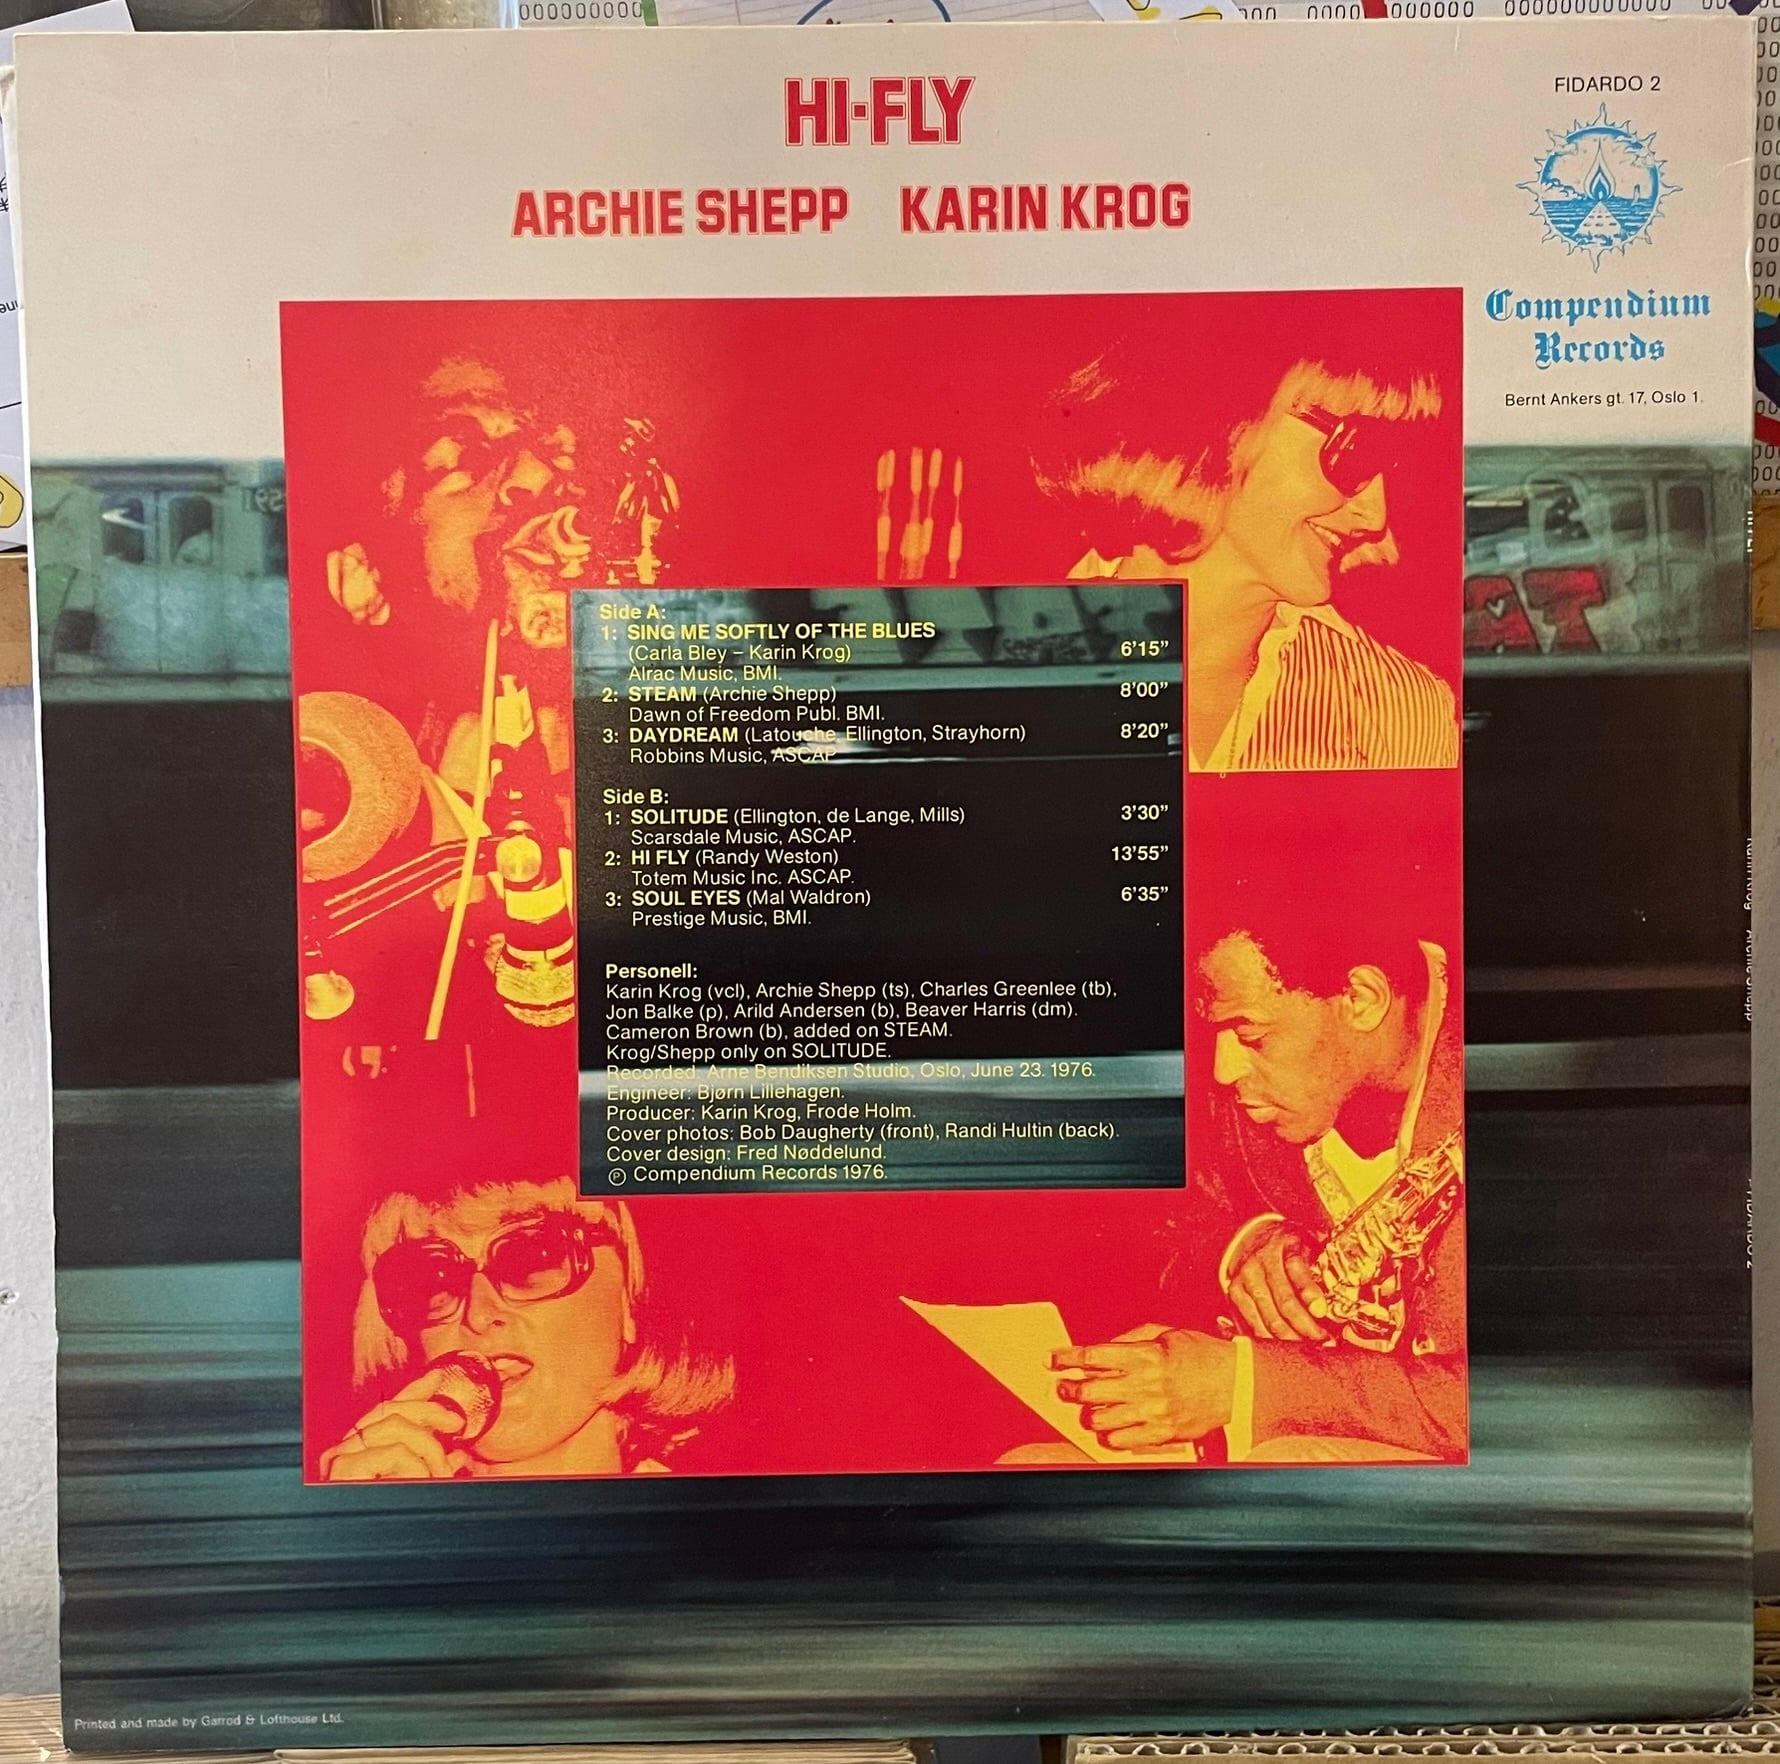 HI·FLY
ARCHIE SHEPP KARIN KROG
FIDARDO 2
Compendium
Records
Bernt Ankers gt. 17, Oslo 1.
Side A:
1: SING ME SOFTLY OF THE BLUES
(Carla Bley – Karin Krog) 6'15"
Alrac Music, BMI.
2: STEAM (Archie Shepp) 8'00"
Dawn of Freedom Publ. BMI.
3: DAYDREAM (Latouche, Ellington, Strayhorn) 8'20"
Robbins Music, ASCAP
Side B:
1: SOLITUDE (Ellington, de Lange, Mills) 3'30"
Scarsdale Music, ASCAP.
2: HI FLY (Randy Weston) 13'55"
Totem Music Inc. ASCAP.
3: SOUL EYES (Mal Waldron) 6'35"
Prestige Music, BMI.
Personell:
Karin Krog (vcl), Archie Shepp (ts), Charles Greenlee (tb),
Jon Balke (p), Arild Andersen (b), Beaver Harris (dm).
Cameron Brown (b), added on STEAM.
Krog/Shepp only on SOLITUDE.
Recorded: Arne Bendiksen Studio, Oslo, June 23. 1976.
Engineer: Bjørn Lillehagen.
Producer: Karin Krog, Frode Holm.
Cover photos: Bob Daugherty (front), Randi Hultin (back).
Cover design: Fred Nøddelund.
℗ Compendium Records 1976.
Printed and made by Garrod & Lofthouse Ltd.